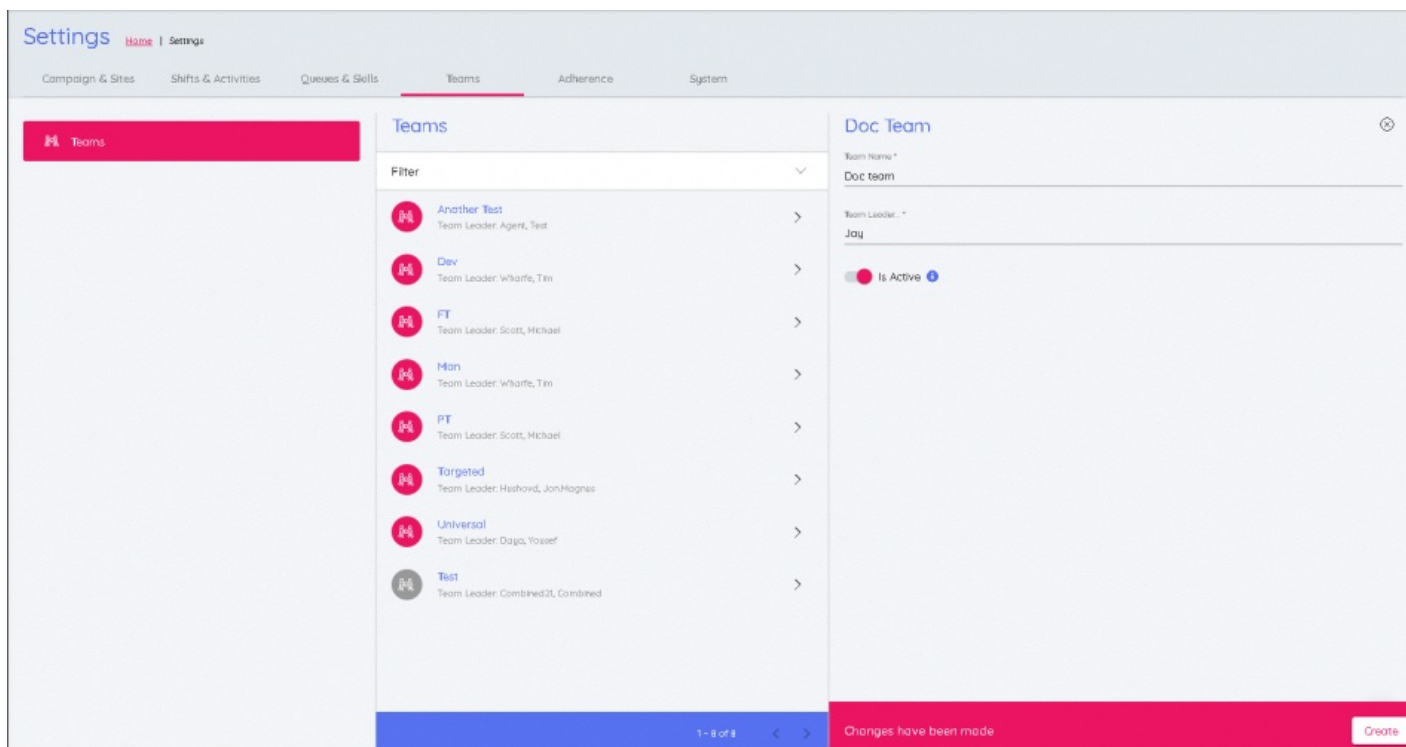 Settings Home | Settings
Campaign & Sites Shifts & Activities Queues & Skills Teams Adherence System
Teams
Teams
Filter
Another Test
Team Leader: Agent, Test
Dev
Team Leader: Wharfe, Tim
FT
Team Leader: Scott, Michael
Man
Team Leader: Wharfe, Tim
PT
Team Leader: Scott, Michael
Targeted
Team Leader: Hushovd, Jon.Magnus
Universal
Team Leader: Daya, Yousef
Test
Team Leader: Combined21, Combined
1 - 8 of 8
Doc Team
Team Name *
Doc team
Team Leader... *
Jay
Is Active
Changes have been made
Create